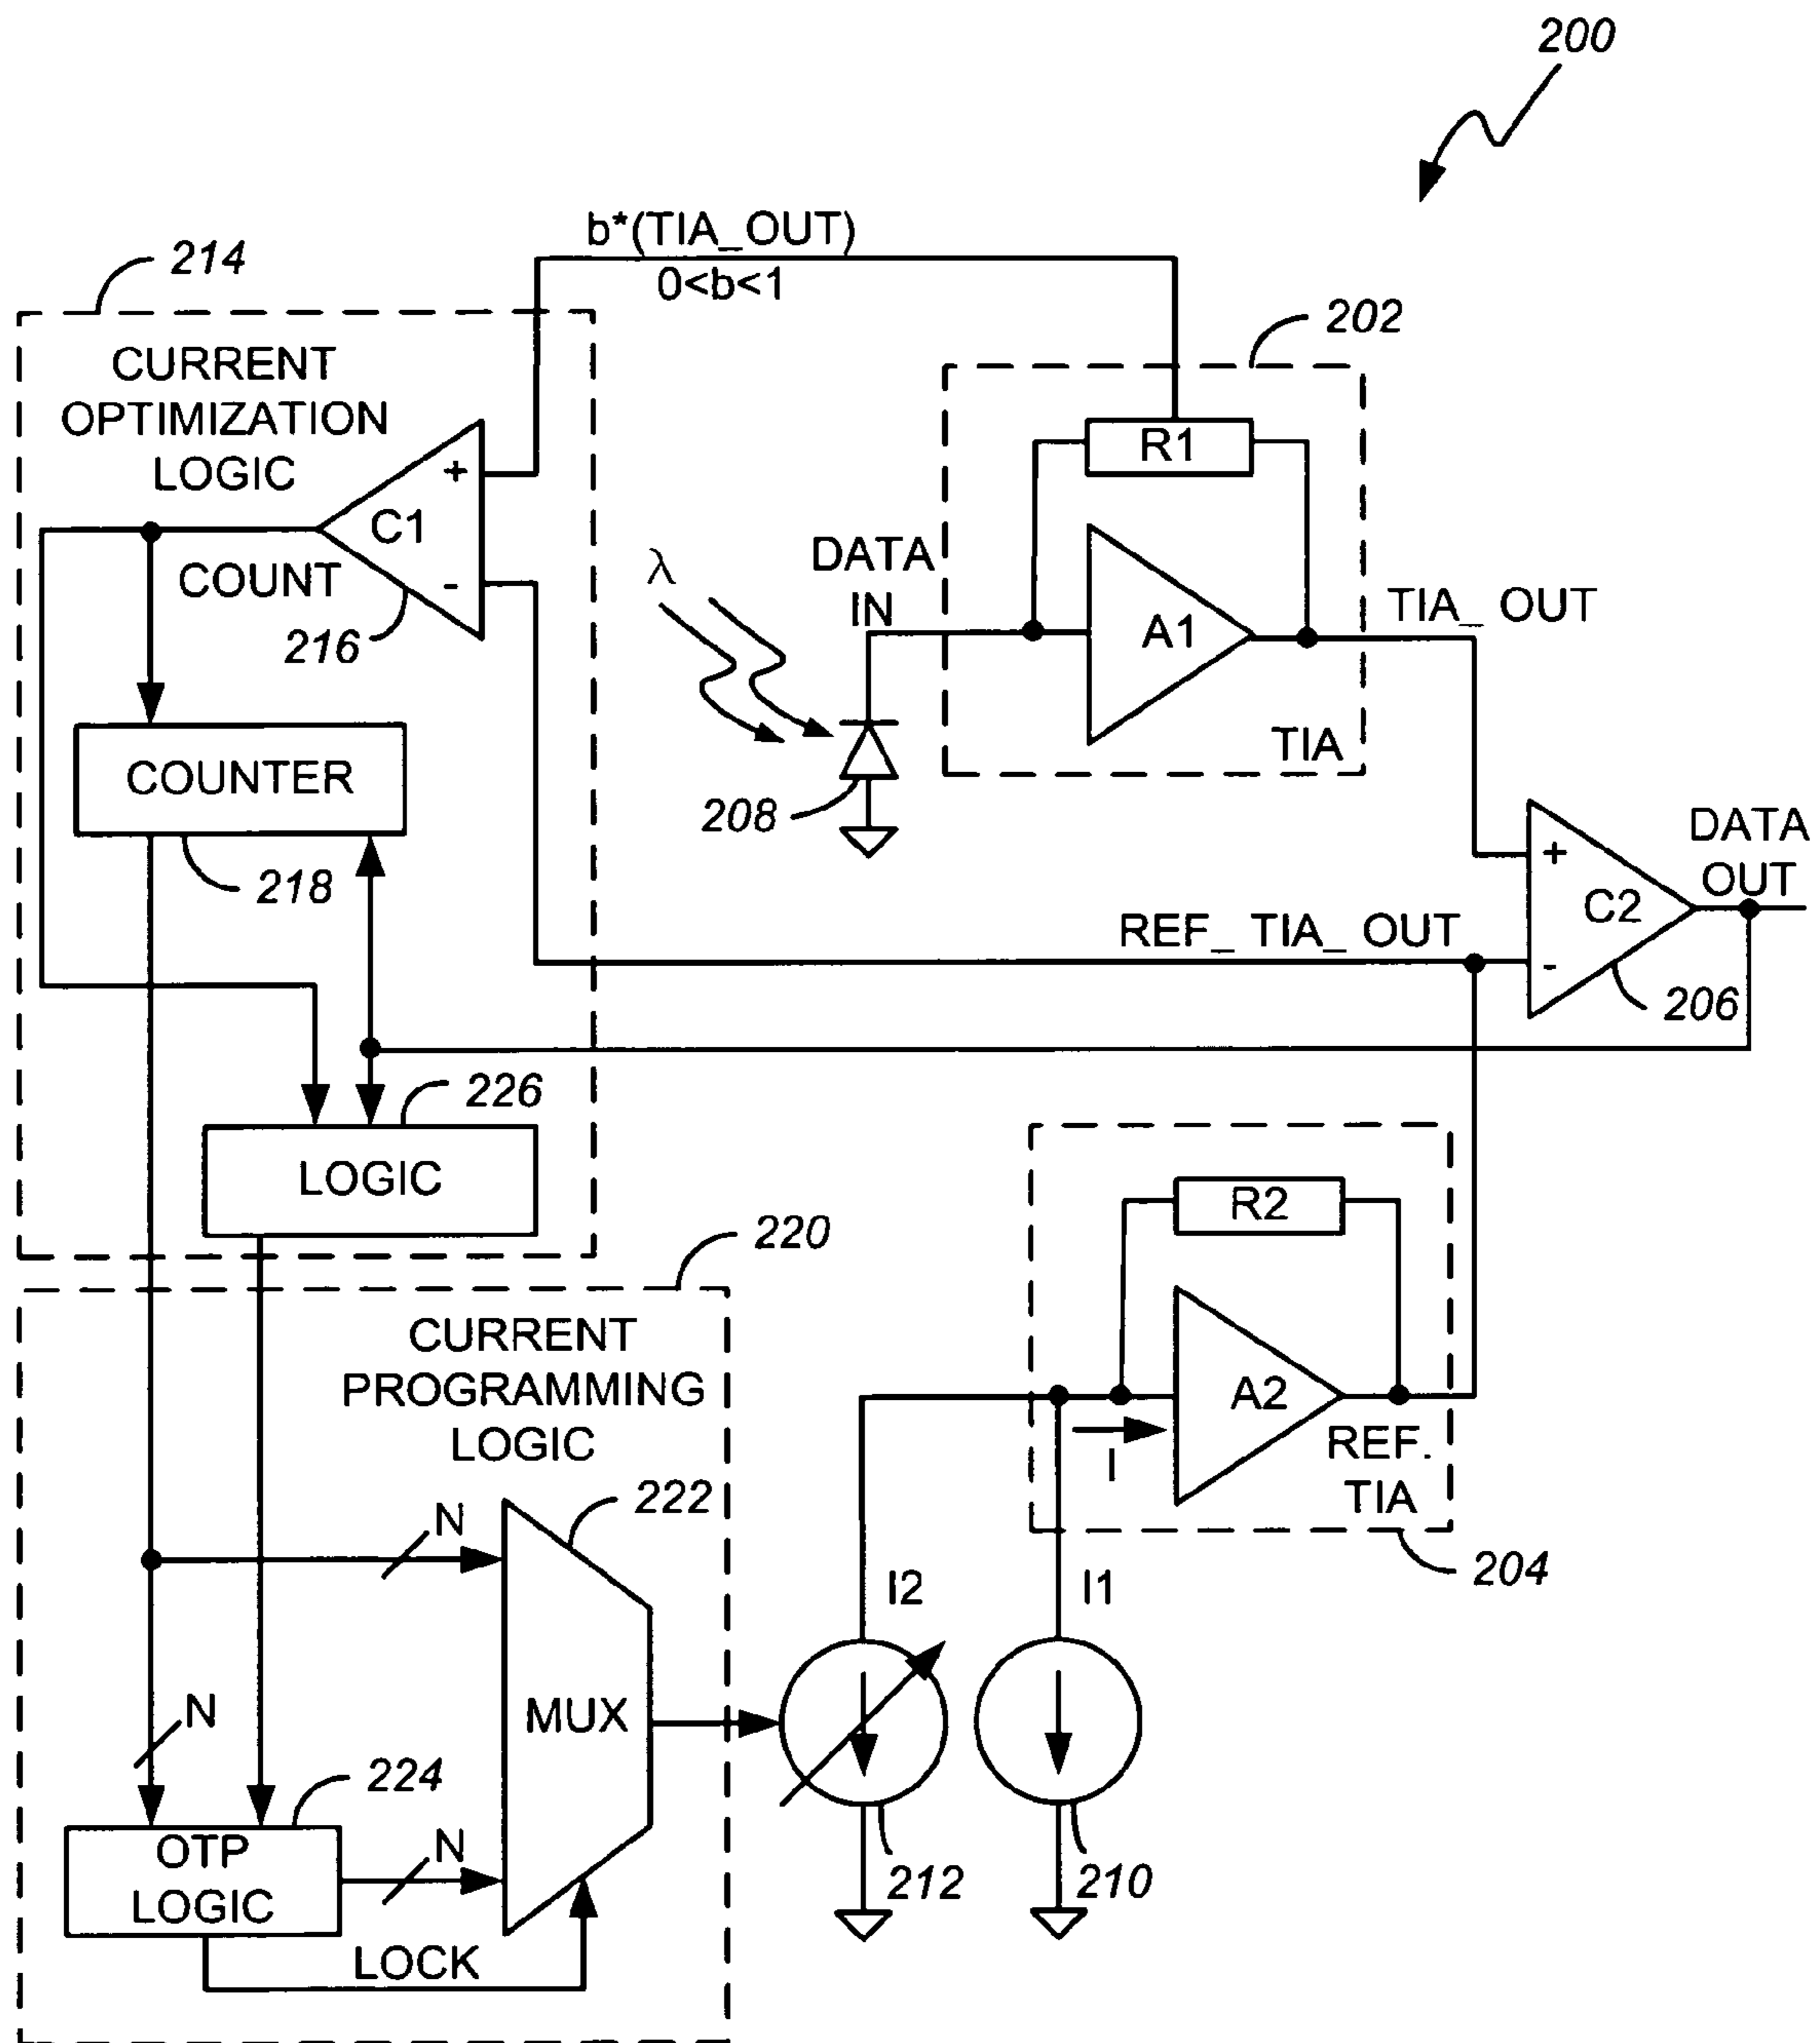 200
b*(TIA_OUT)
0<b<1
214
202
CURRENT
OPTIMIZATION
LOGIC
R1
+
C1
-
COUNT
216
λ
DATA
IN
A1
TIA_ OUT
TIA
COUNTER
208
218
+
C2
-
DATA
OUT
REF_ TIA_ OUT
206
226
LOGIC
220
R2
CURRENT
PROGRAMMING
LOGIC
A2
I
REF.
TIA
222
N
204
I2
I1
N
MUX
224
OTP
LOGIC
N
212
210
LOCK